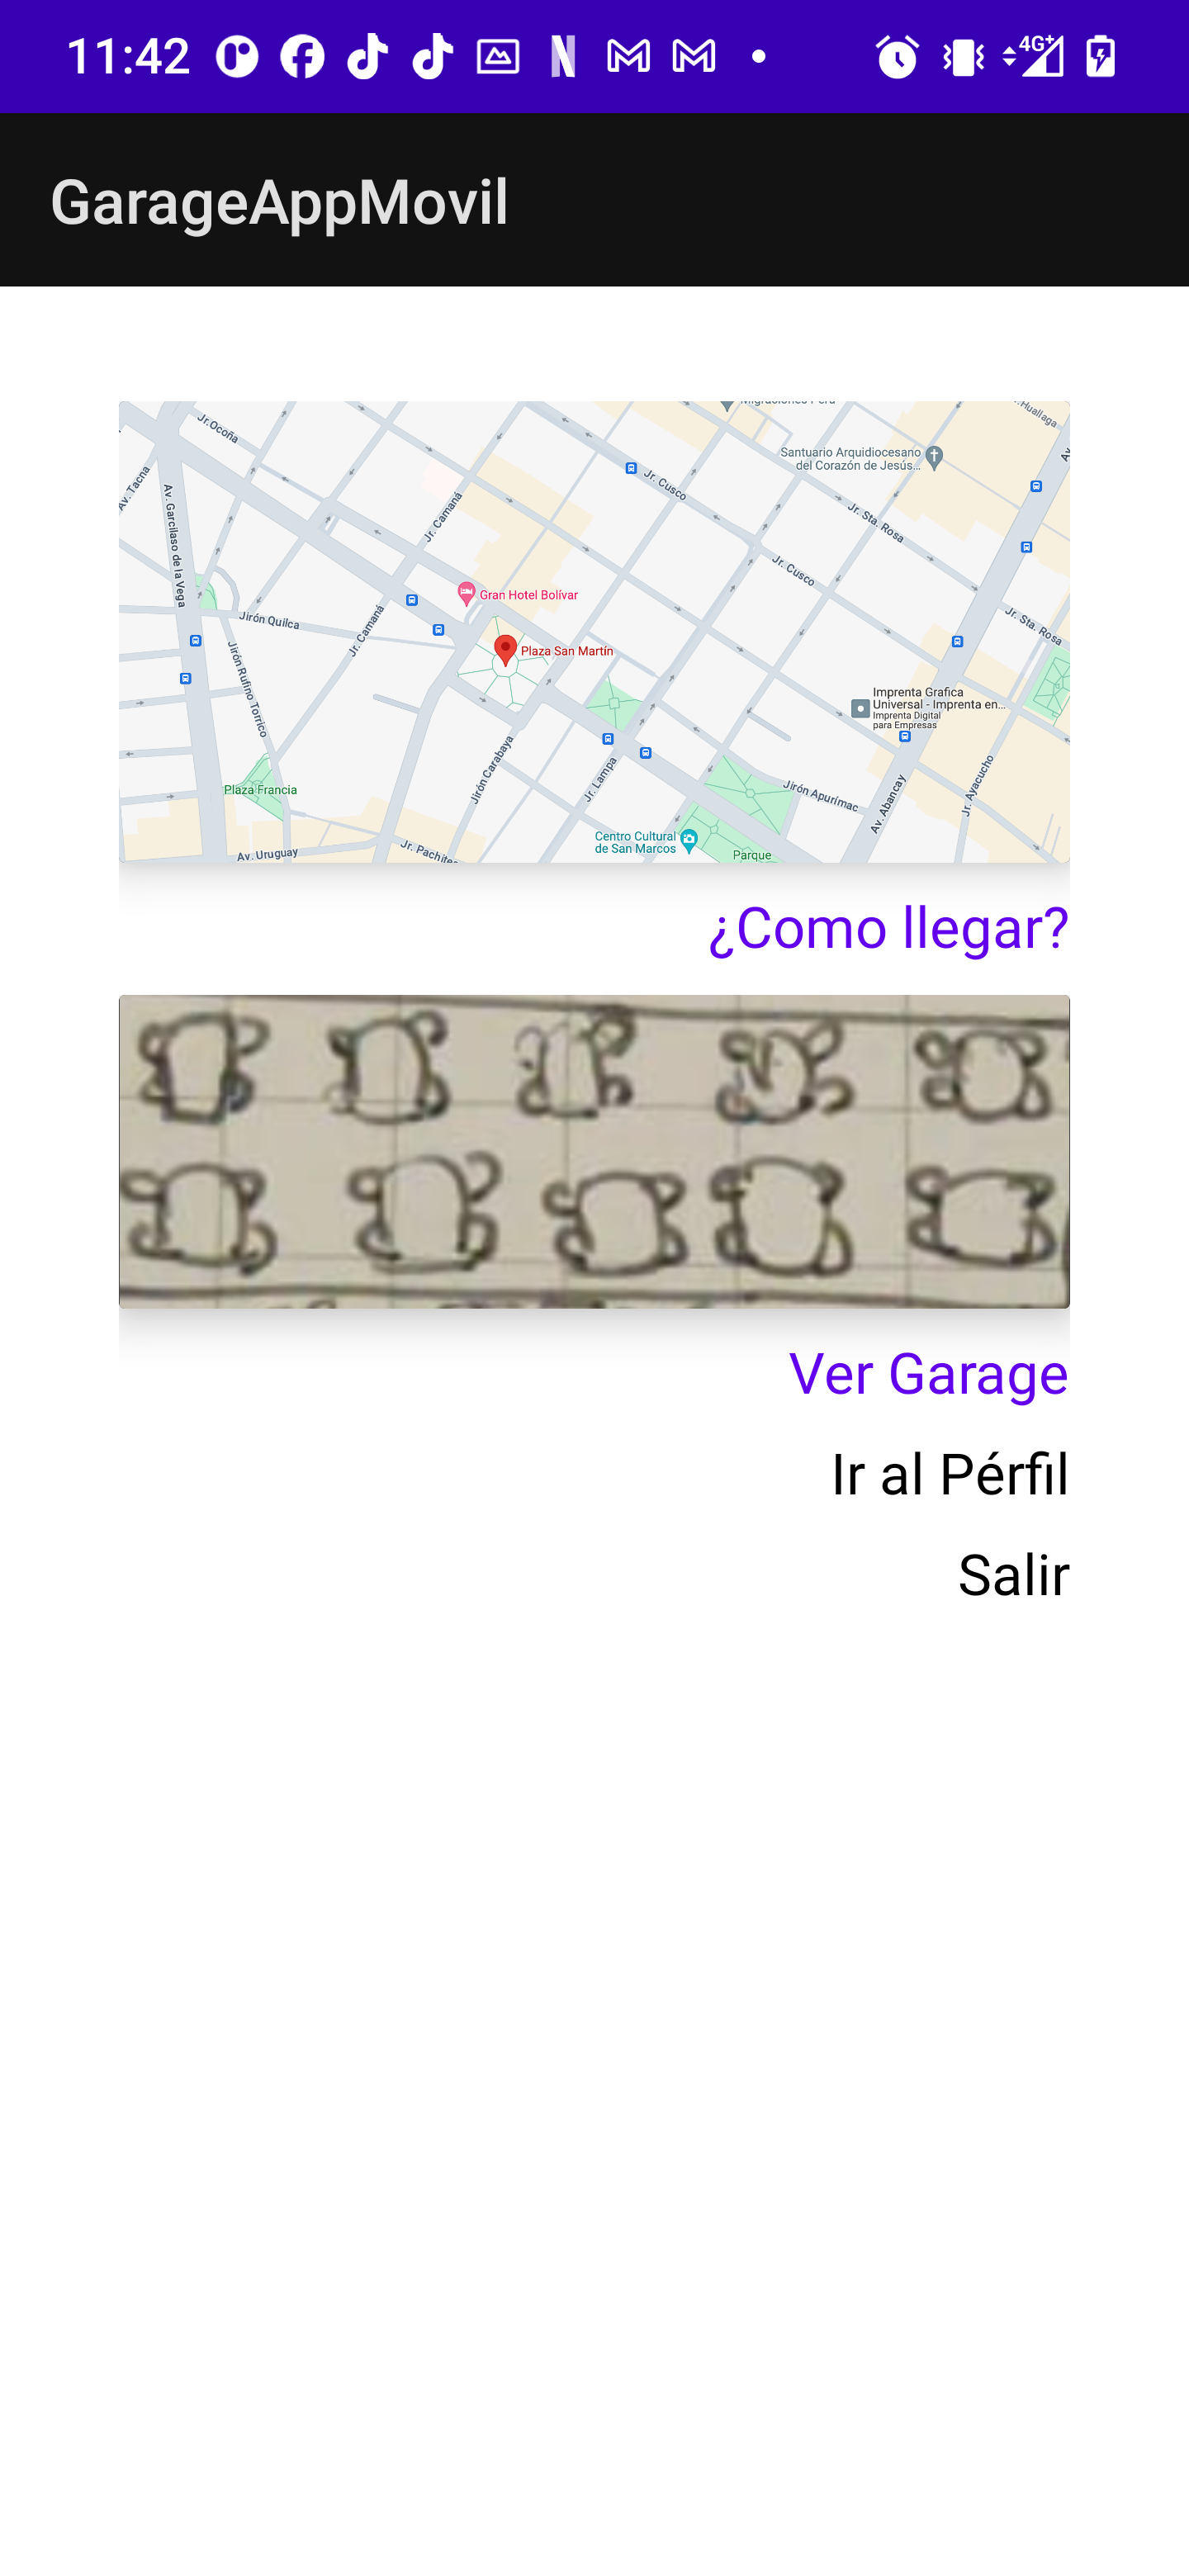 11:42
4G+
GarageAppMovil
Jr. Ocoña
Av. Tacna
Av. Garcilaso de la Vega
Jr. Camaná
Jr. Cusco
Santuario Arquidiocesano
del Corazón de Jesús...
Jr. Sta. Rosa
Jr. Cusco
Gran Hotel Bolívar
Jirón Quilca
Jr. Camaná
Jr. Sta. Rosa
Plaza San Martín
Jirón Rufino Torrico
Imprenta Grafica
Universal - Imprenta en...
Imprenta Digital
para Empresas
Jirón Carabaya
Jr. Lampa
Plaza Francia
Jirón Apurímac
Av. Abancay
Jr. Ayacucho
Centro Cultural
de San Marcos
Parque
Av. Uruguay
¿Como llegar?
Ver Garage
Ir al Pérfil
Salir